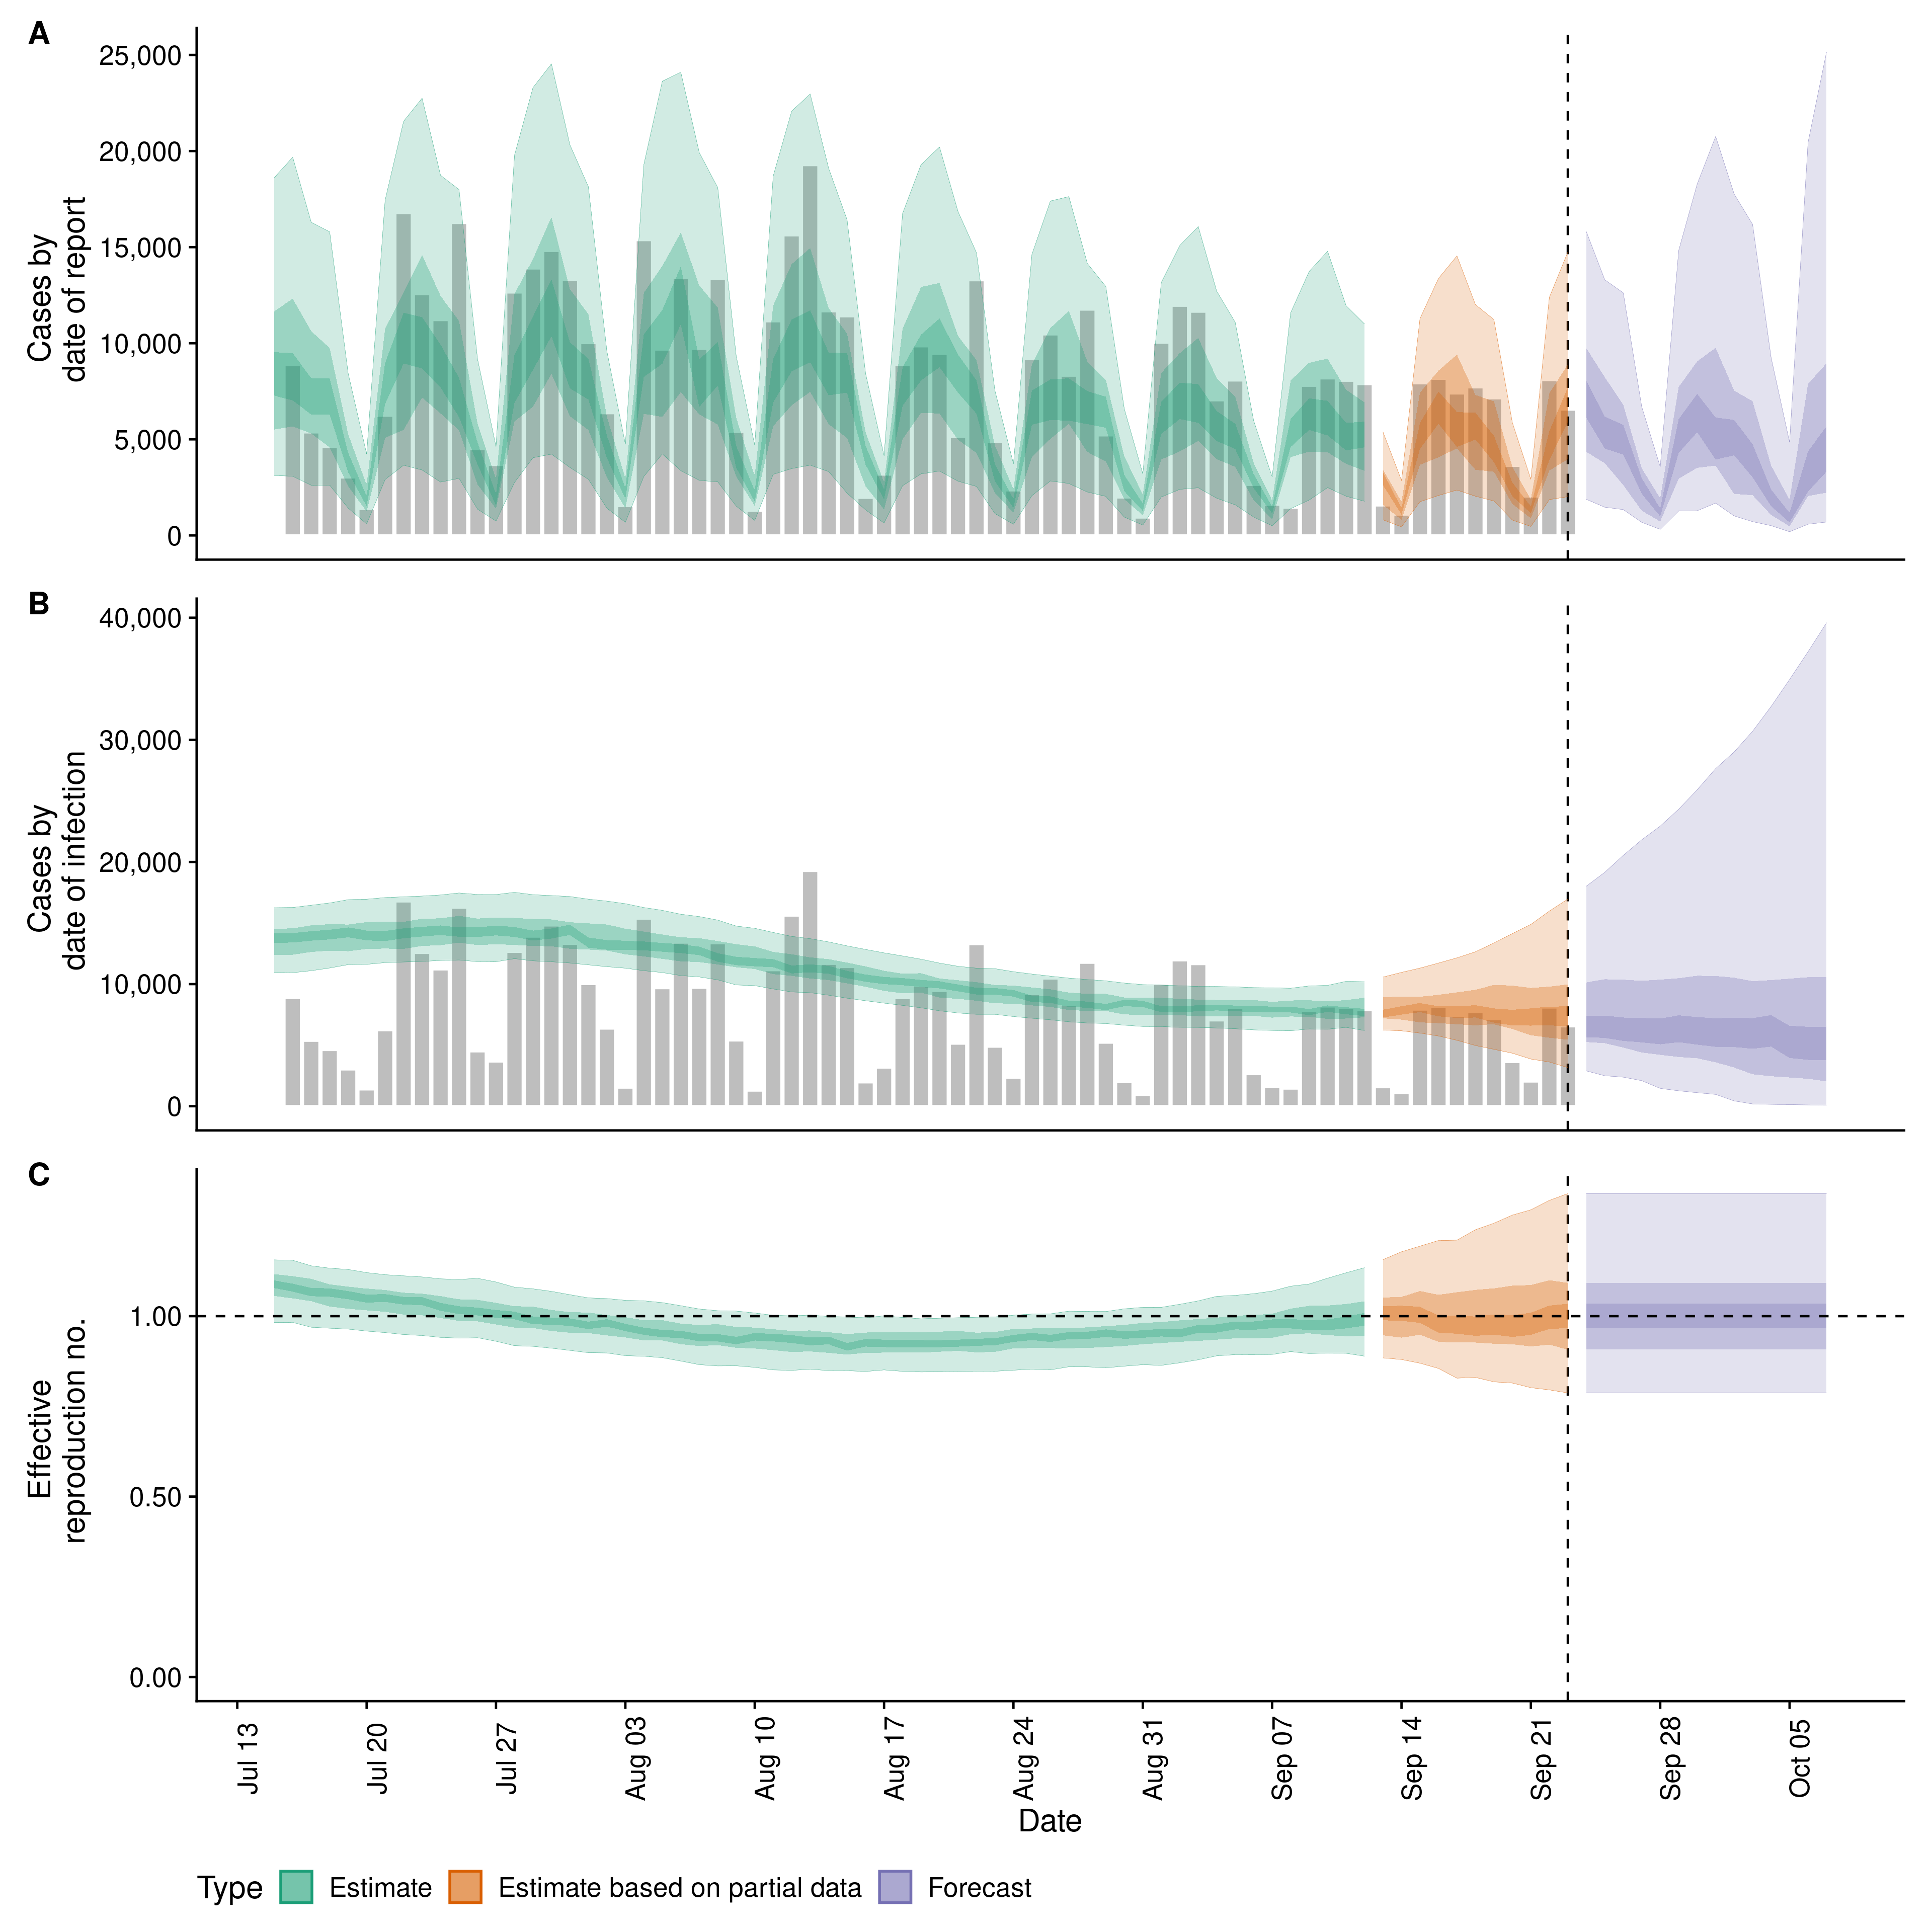 A
Cases by
date of report
25,000
20,000
15,000
10,000
5,000
0
B
Cases by
date of infection
40,000
30,000
20,000
10,000
0
C
Effective
reproduction no.
1.00
0.50
0.00
Jul 13
Jul 20
Jul 27
Aug 03
Aug 10
Aug 17
Aug 24
Aug 31
Sep 07
Sep 14
Sep 21
Sep 28
Oct 05
Date
Type
Estimate
Estimate based on partial data
Forecast